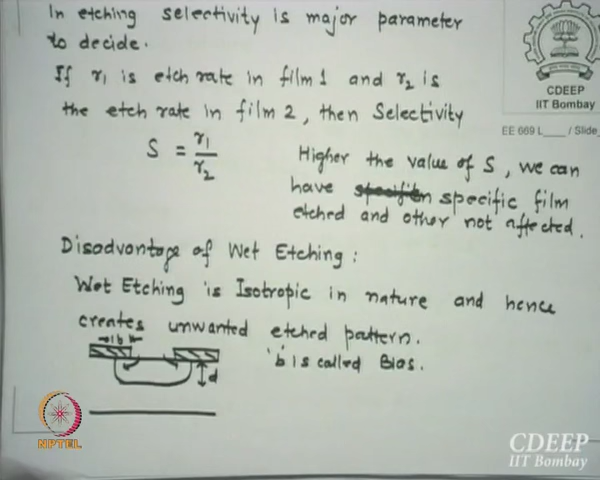 In etching selectivity is major parameter
to decide.
If r1 is etch rate in film 1 and r2 is
the etch rate in film 2, then Selectivity
S = r1/r2
Higher the value of S, we can
have specific film
etched and other not affected.
Disadvantage of Wet Etching:
Wet Etching is Isotropic in nature and hence
creates unwanted etched pattern.
b
'b is called Bias.
d
CDEEP
IIT Bombay
EE 669 L____ / Slide_
NPTEL
CDEEP
IIT Bombay